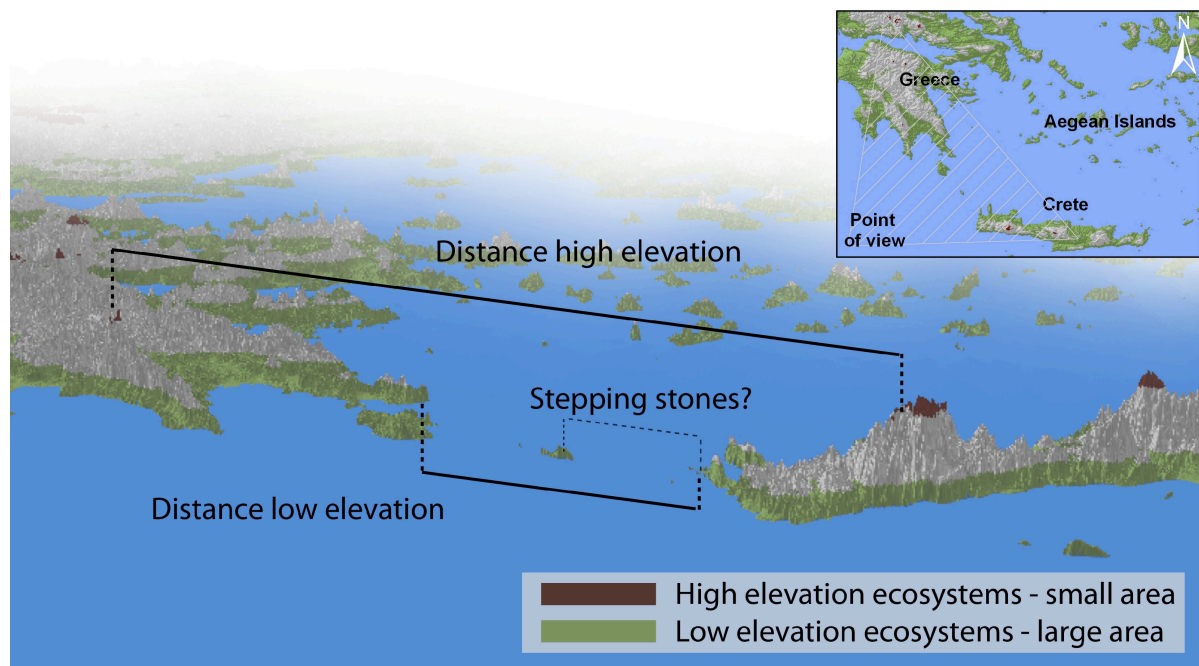 N
Greece
Aegean Islands
Crete
Point
of view
Distance high elevation
Stepping stones?
Distance low elevation
High elevation ecosystems - small area
Low elevation ecosystems - large area